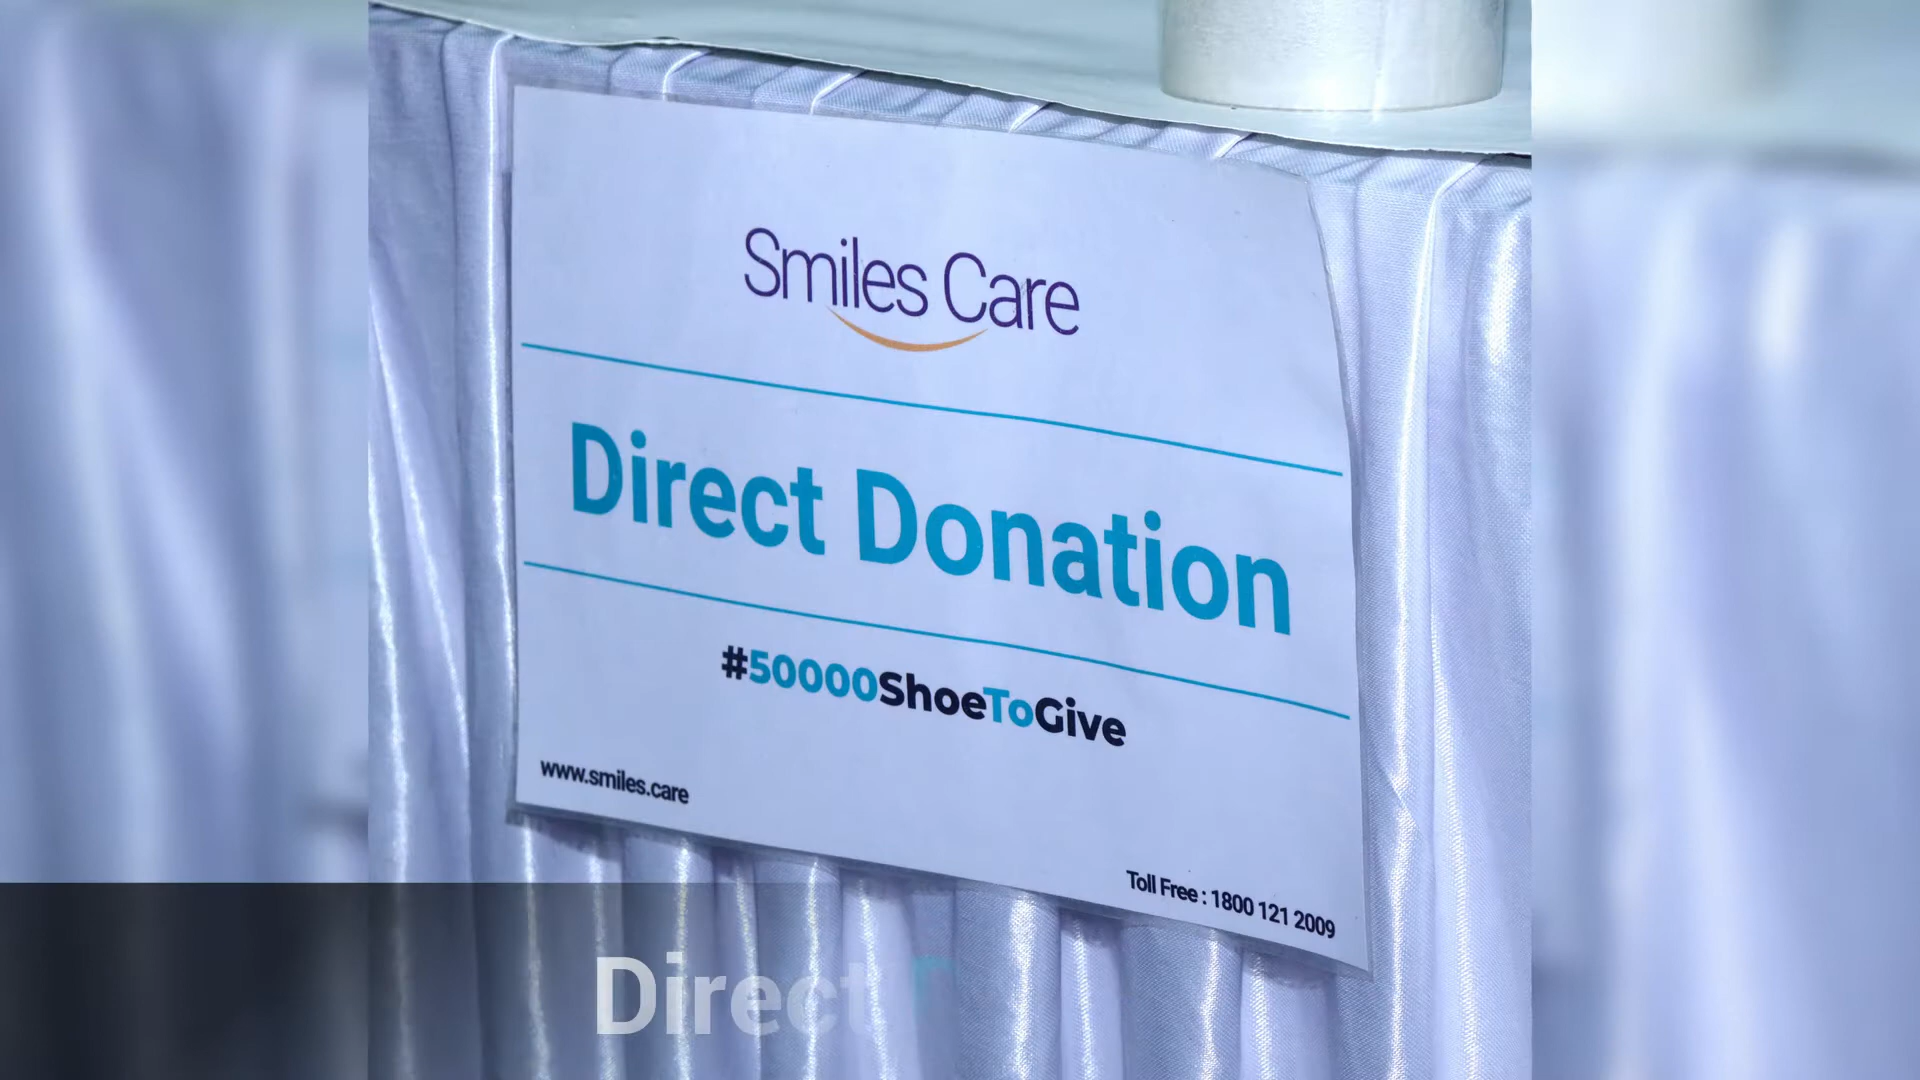 Smiles Care
Direct Donation
#50000ShoeToGive
www.smiles.care
Toll Free : 1800 121 2009
Direct